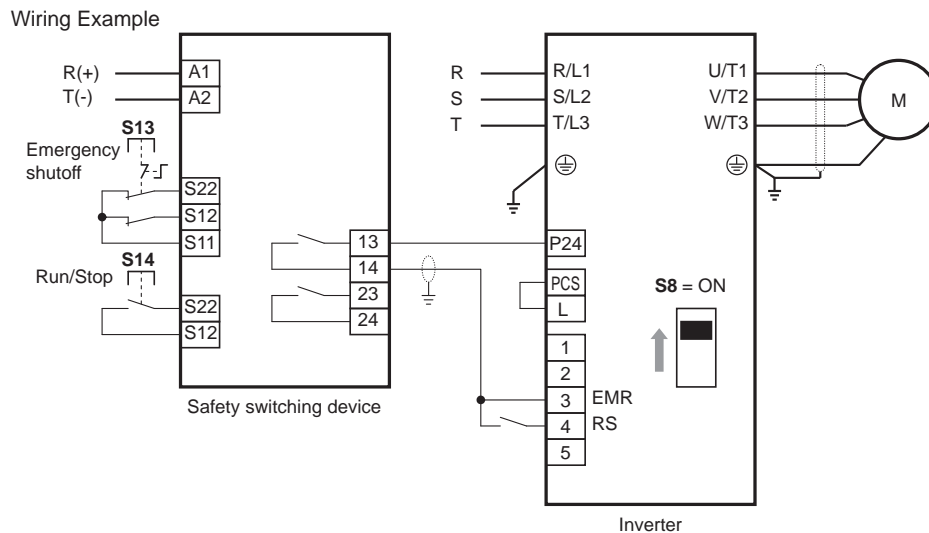 Wiring Example
R(+)
T(-)
A1
A2
S13
Emergency
shutoff
S22
S12
S11
S14
Run/Stop
S22
S12
13
14
23
24
Safety switching device
R
S
T
R/L1
S/L2
T/L3
U/T1
V/T2
W/T3
M
P24
PCS
L
S8 = ON
1
2
3 EMR
4 RS
5
Inverter